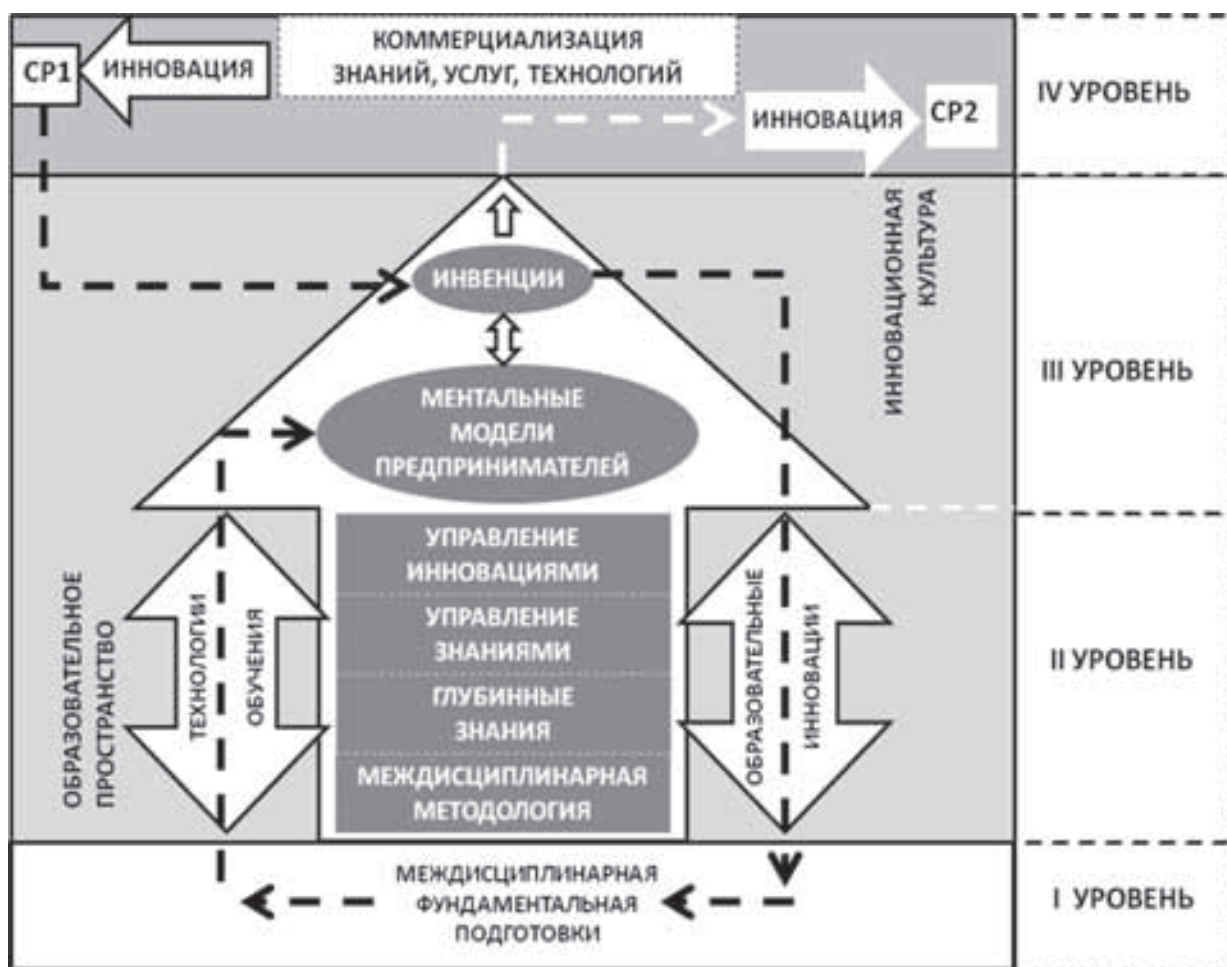 КОММЕРЦИАЛИЗАЦИЯ
ЗНАНИЙ, УСЛУГ, ТЕХНОЛОГИЙ
СР1
ИННОВАЦИЯ
ИННОВАЦИЯ
СР2
IV УРОВЕНЬ
ИННОВАЦИОННАЯ
КУЛЬТУРА
ИНВЕНЦИИ
МЕНТАЛЬНЫЕ
МОДЕЛИ
ПРЕДПРИНИМАТЕЛЕЙ
III УРОВЕНЬ
ОБРАЗОВАТЕЛЬНОЕ
ПРОСТРАНСТВО
ТЕХНОЛОГИИ
ОБУЧЕНИЯ
УПРАВЛЕНИЕ
ИННОВАЦИЯМИ
УПРАВЛЕНИЕ
ЗНАНИЯМИ
ГЛУБИННЫЕ
ЗНАНИЯ
МЕЖДИСЦИПЛИНАРНАЯ
МЕТОДОЛОГИЯ
ОБРАЗОВАТЕЛЬНЫЕ
ИННОВАЦИИ
II УРОВЕНЬ
МЕЖДИСЦИПЛИНАРНАЯ
ФУНДАМЕНТАЛЬНАЯ
ПОДГОТОВКИ
I УРОВЕНЬ